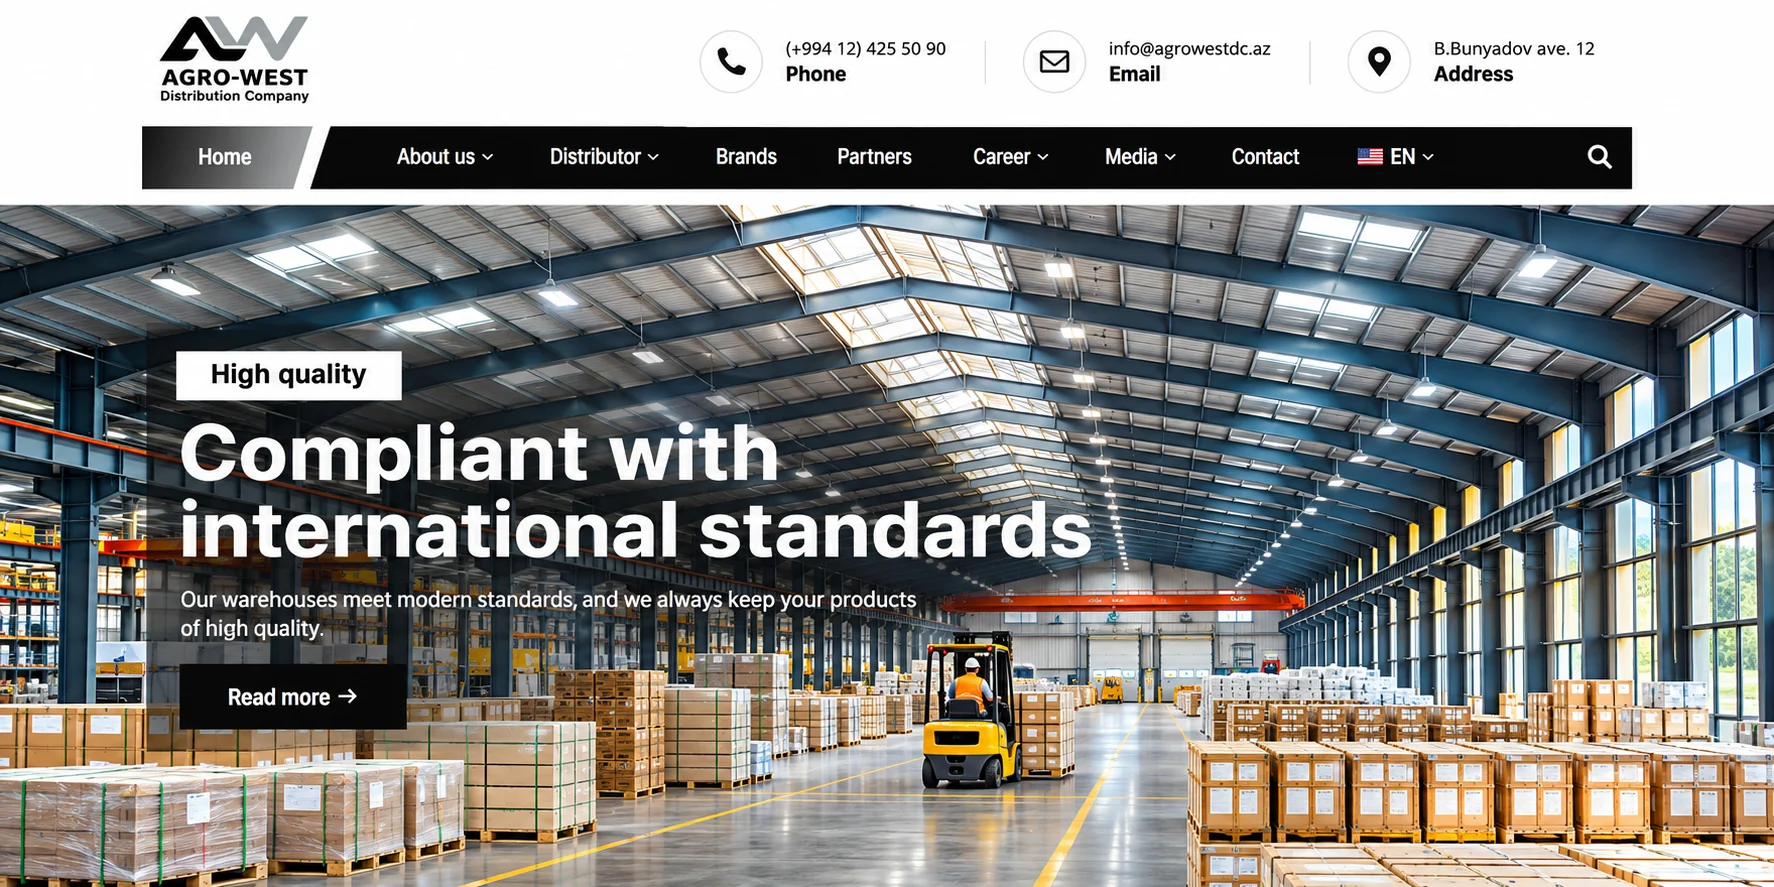 AGRO-WEST
Distribution Company
(+994 12) 425 50 90
Phone
info@agrowestdc.az
Email
B.Bunyadov ave. 12
Address
Home
About us
Distributor
Brands
Partners
Career
Media
Contact
EN
High quality
Compliant with
international standards
Our warehouses meet modern standards, and we always keep your products
of high quality.
Read more →